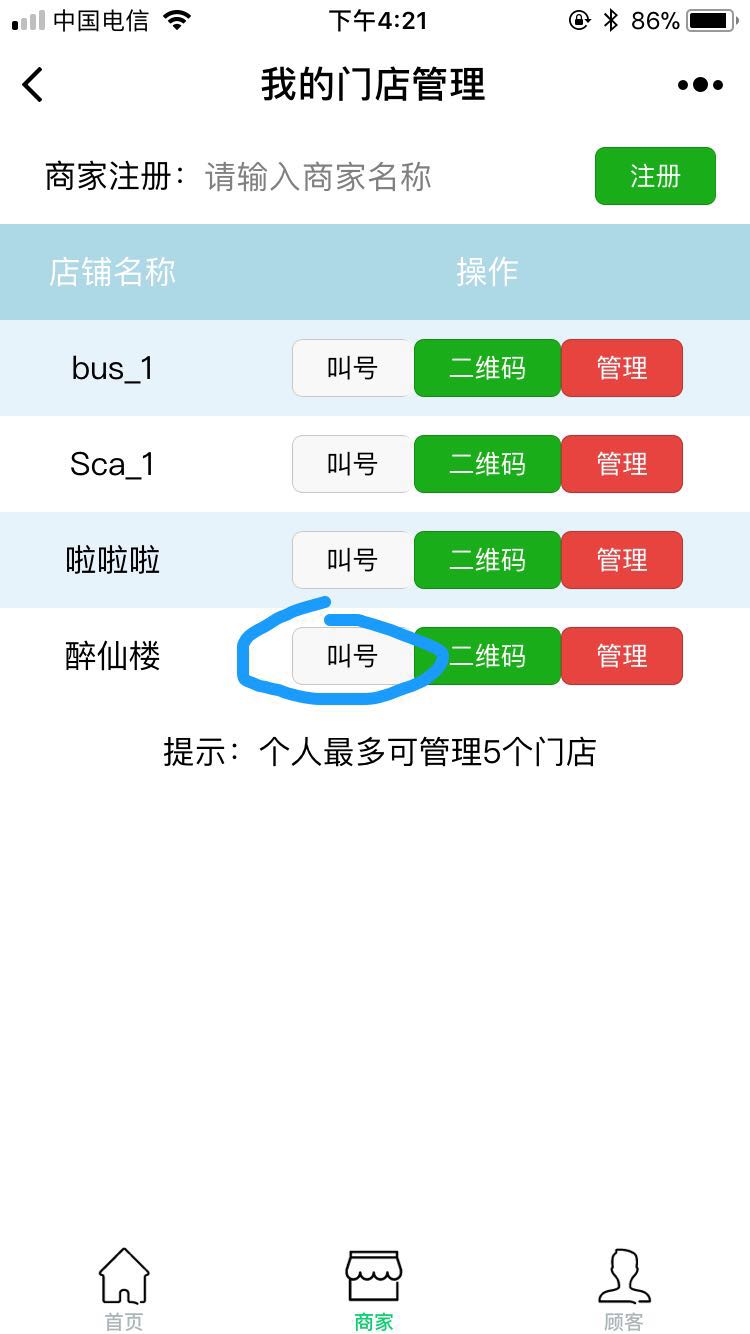 中国电信 下午4:21 86%
我的门店管理
商家注册： 请输入商家名称 注册
店铺名称 操作
bus_1 叫号 二维码 管理
Sca_1 叫号 二维码 管理
啦啦啦 叫号 二维码 管理
醉仙楼 叫号 二维码 管理
提示：个人最多可管理5个门店
首页 商家 顾客